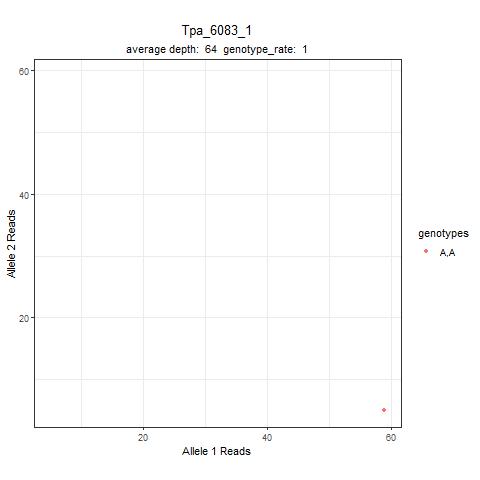 Tpa_6083_1
average depth:  64  genotype_rate:  1
60
40
20
Allele 2 Reads
20 40 60
Allele 1 Reads
genotypes
A,A